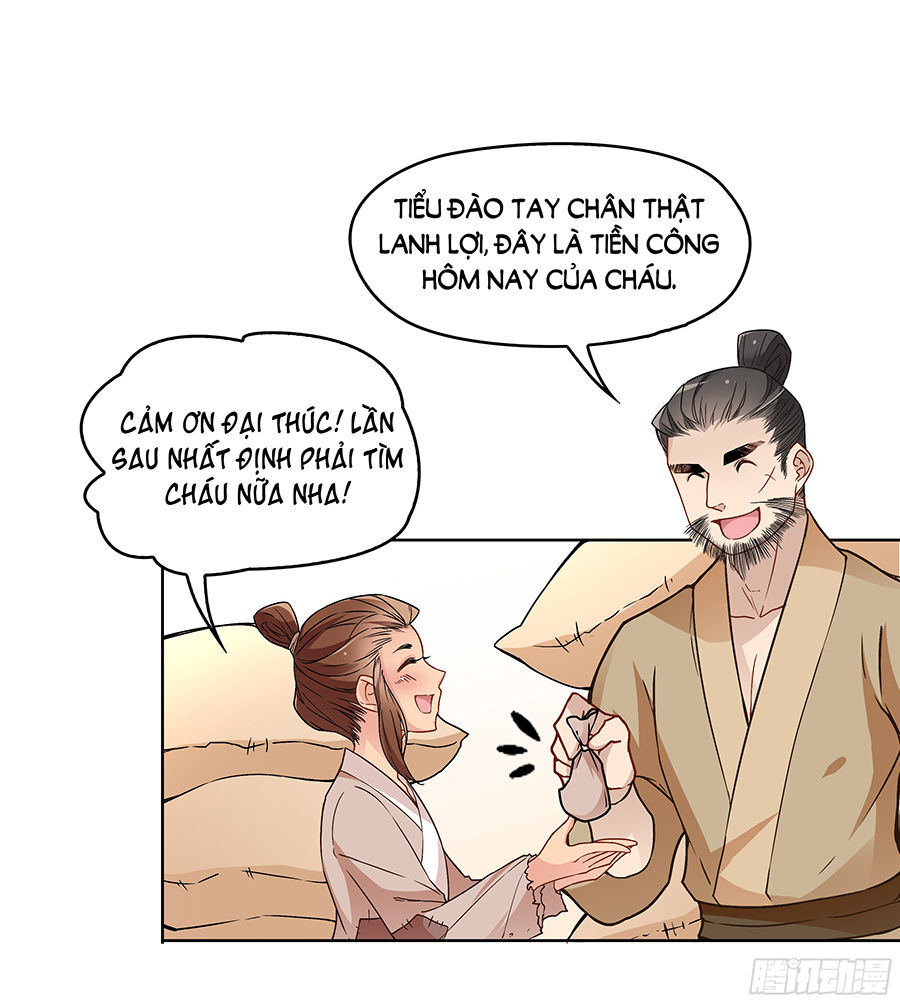 TIỂU ĐÀO TAY CHÂN THẬT
LANH LỢI, ĐÂY LÀ TIỀN CÔNG
HÔM NAY CỦA CHÁU.
CẢM ƠN ĐẠI THÚC! LẦN
SAU NHẤT ĐỊNH PHẢI TÌM
CHÁU NỮA NHA!
腾讯动漫